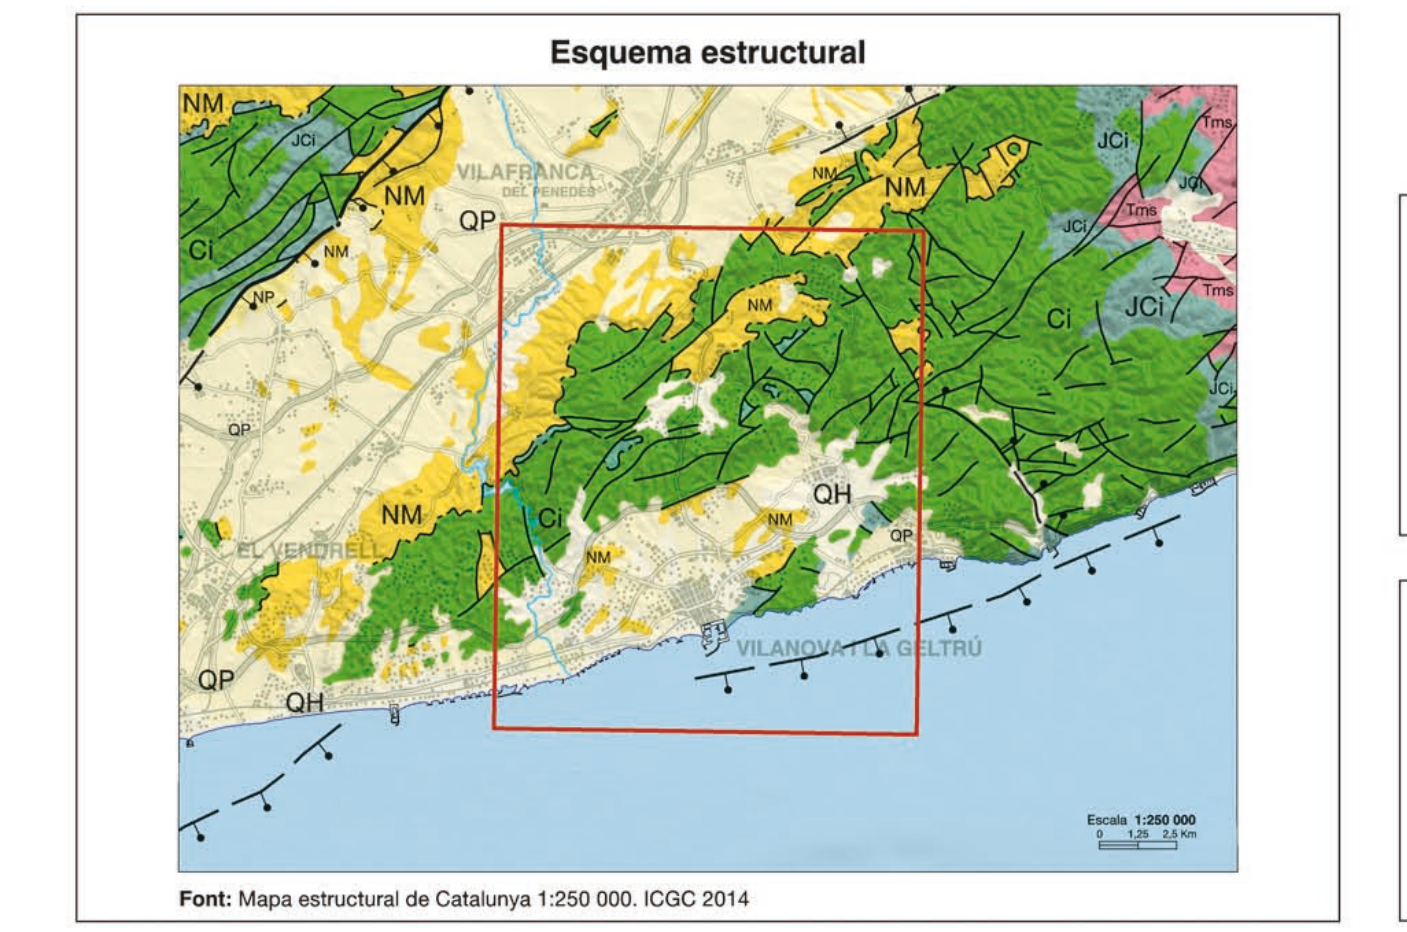 Esquema estructural
NM
JCi
Tms
JCi
VILAFRANCA
DEL PENEDÈS
NM
NM
NM
JCi
QP
Tms
JCi
Ci
NM
NP
Tms
NM
Ci
JCi
JCi
QP
QH
NM
Ci
NM
QP
EL VENDRELL
NM
VILANOVA I LA GELTRÚ
QP
QH
Escala 1:250 000
0 1,25 2,5 Km
Font: Mapa estructural de Catalunya 1:250 000. ICGC 2014